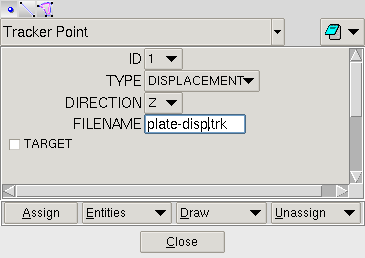 Tracker Point
ID 1
TYPE DISPLACEMENT
DIRECTION Z
FILENAME plate-disp.trk
TARGET
Assign Entities Draw Unassign
Close